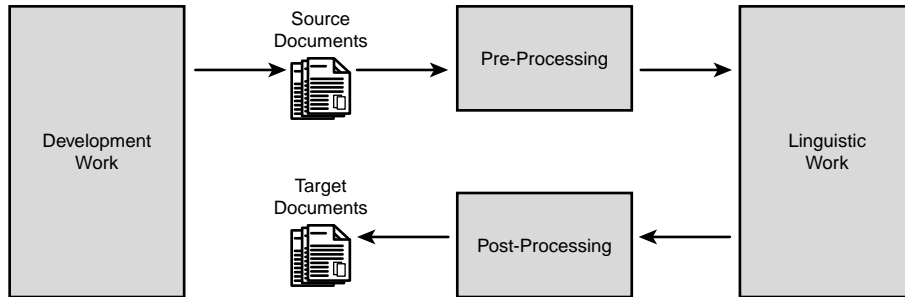 Source
Documents
Pre-Processing
Development
Work
Linguistic
Work
Target
Documents
Post-Processing